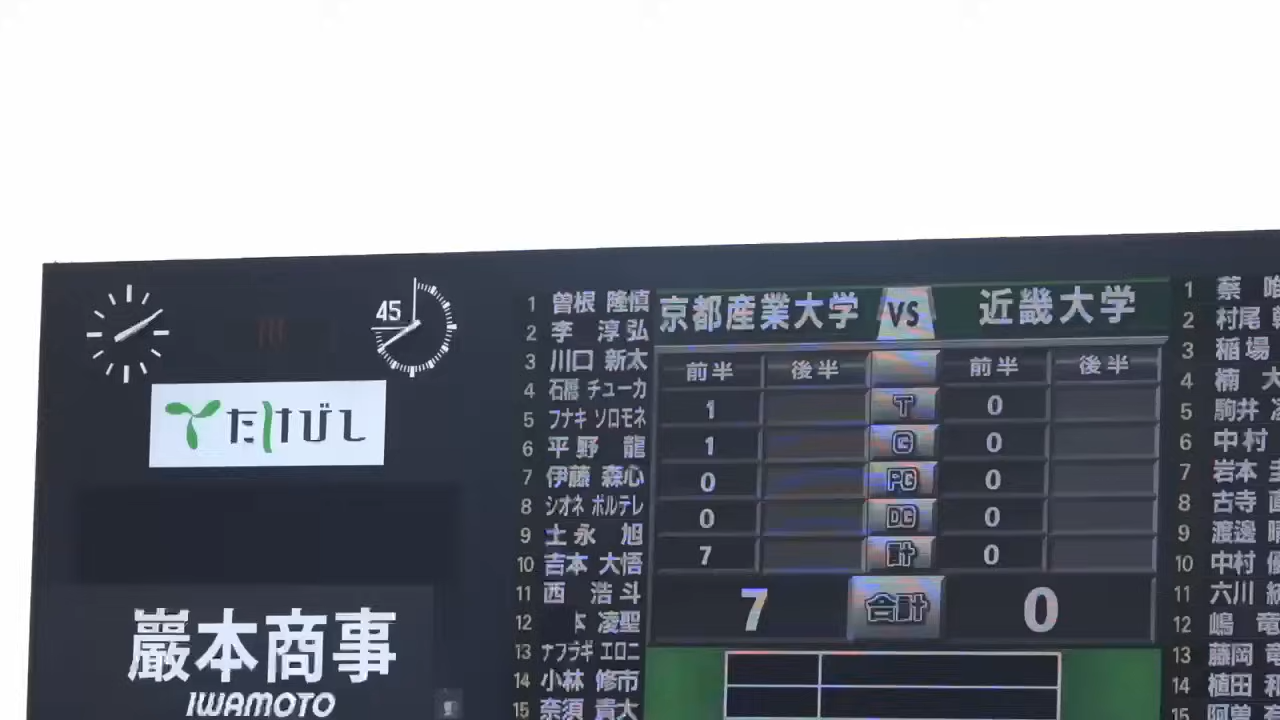 45
たけびし
巖本商事
IWAMOTO
1 曽根 隆慎
2 李 淳弘
3 川口 新太
4 石橋 チューカ
5 フナキ ソロモネ
6 平野 龍
7 伊藤 森心
8 シオネ ポルテレ
9 土永 旭
10 吉本 大悟
11 西 浩斗
12 本 凌聖
13 ナブラギ エロニ
14 小林 修市
15 奈須 貴大
京都産業大学 VS 近畿大学
前半 後半 前半 後半
1 T 0
1 G 0
0 PG 0
0 DG 0
7 計 0
7 合計 0
1 蔡
2 村尾
3 稲場
4 楠
5 駒井
6 中村
7 岩本
8 古寺
9 渡邊
10 中村
11 六川
12 嶋
13 藤岡
14 植田
15 阿曽